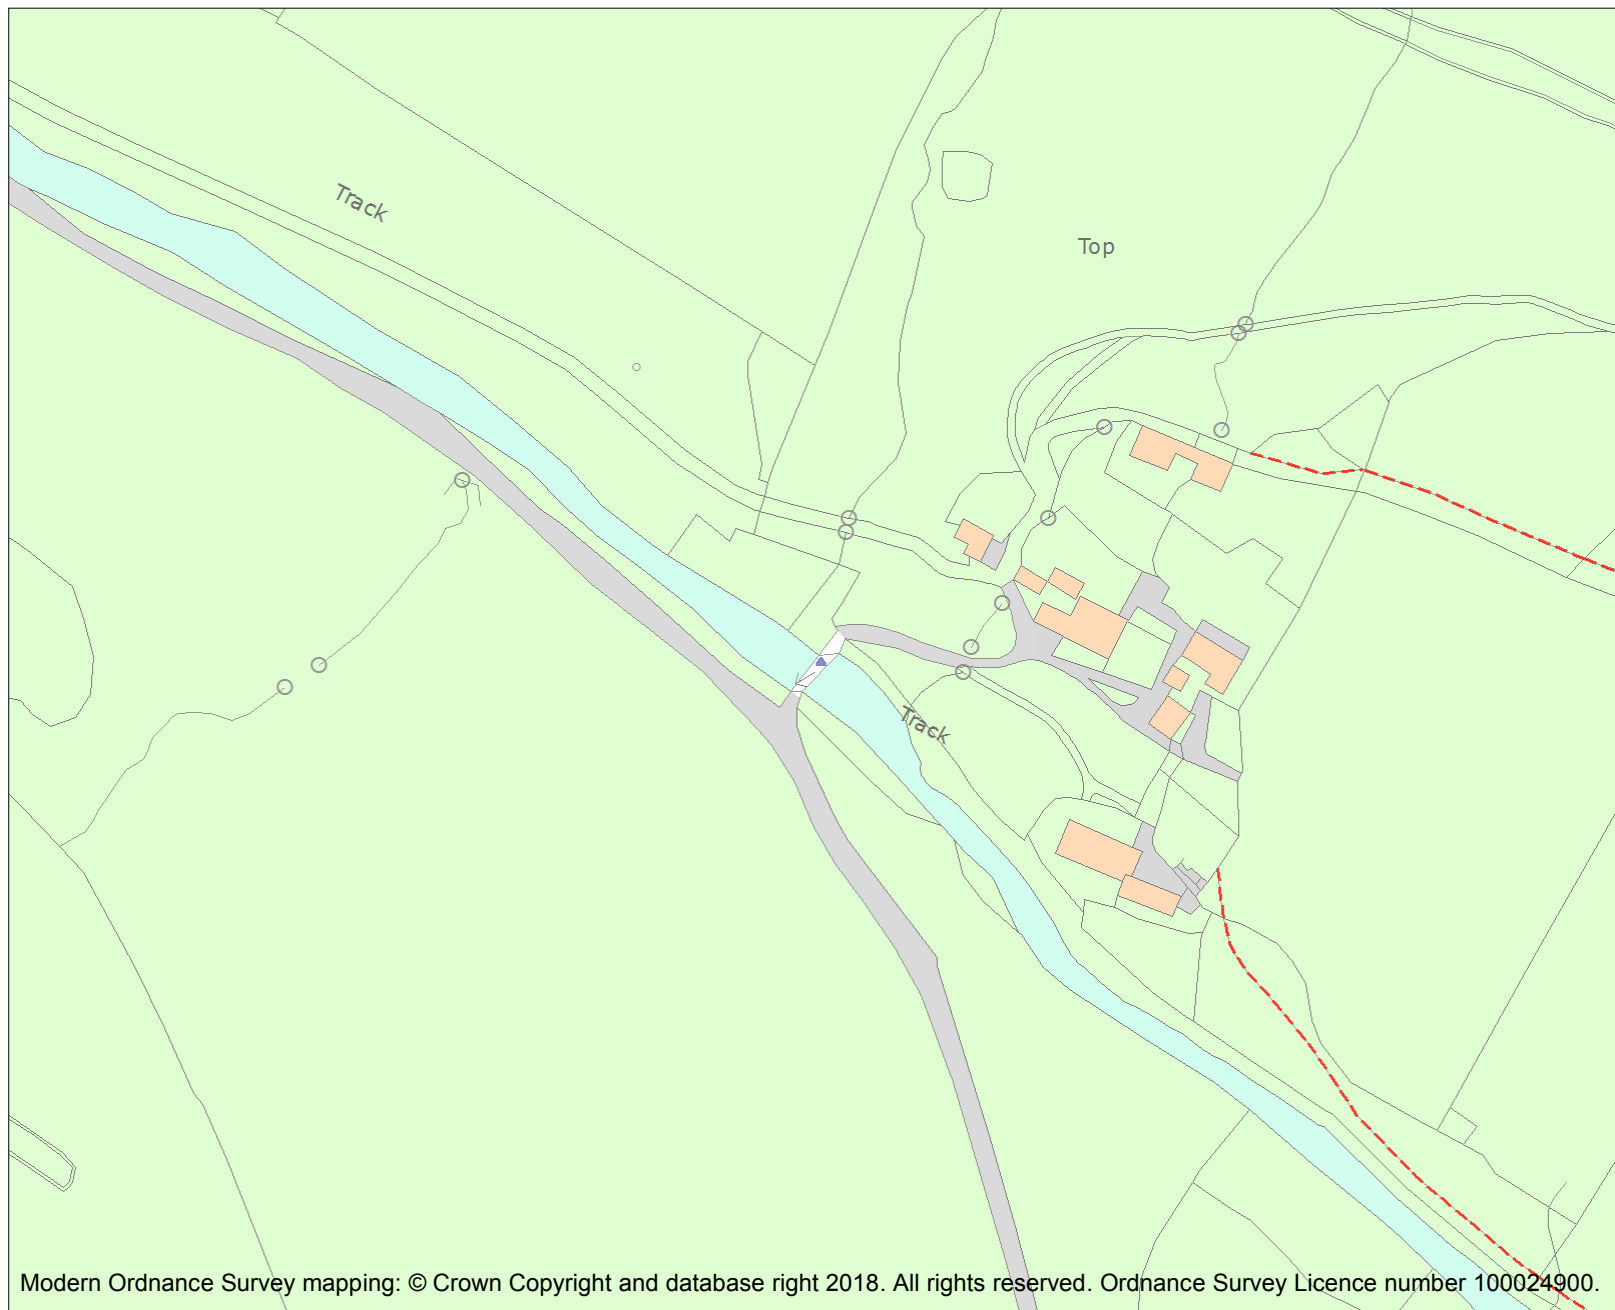 Track
Top
Track
Modern Ordnance Survey mapping: © Crown Copyright and database right 2018. All rights reserved. Ordnance Survey Licence number 100024900.